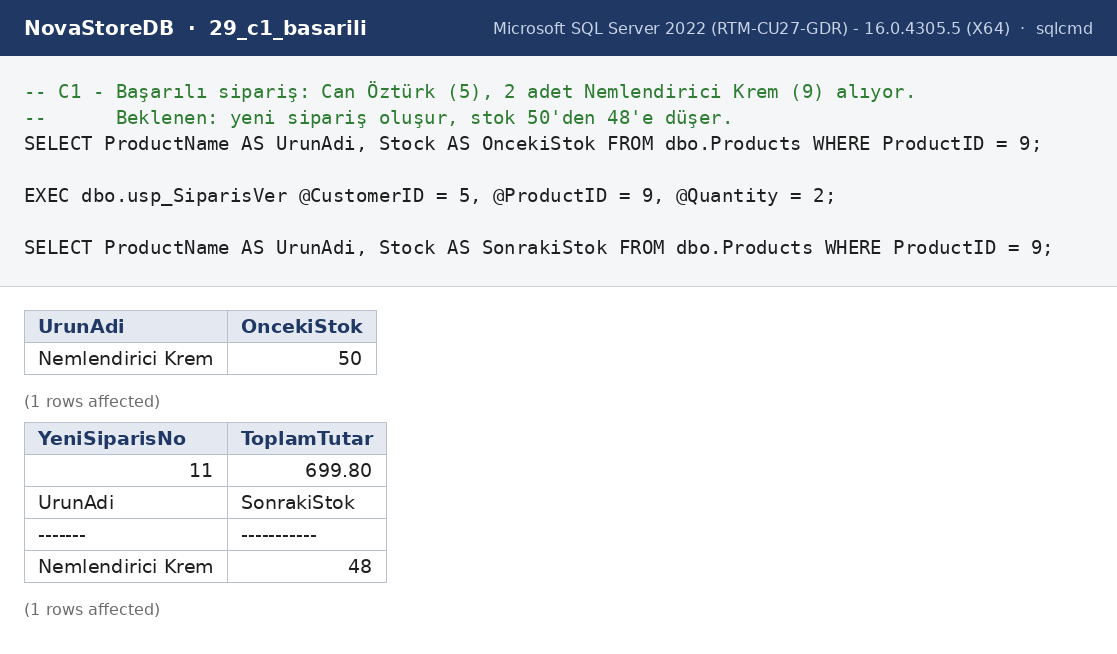 NovaStoreDB · 29_c1_basarili
Microsoft SQL Server 2022 (RTM-CU27-GDR) - 16.0.4305.5 (X64) · sqlcmd
-- C1 - Başarılı sipariş: Can Öztürk (5), 2 adet Nemlendirici Krem (9) alıyor.
--      Beklenen: yeni sipariş oluşur, stok 50'den 48'e düşer.
SELECT ProductName AS UrunAdi, Stock AS OncekiStok FROM dbo.Products WHERE ProductID = 9;
EXEC dbo.usp_SiparisVer @CustomerID = 5, @ProductID = 9, @Quantity = 2;
SELECT ProductName AS UrunAdi, Stock AS SonrakiStok FROM dbo.Products WHERE ProductID = 9;
UrunAdi OncekiStok
Nemlendirici Krem 50
(1 rows affected)
YeniSiparisNo ToplamTutar
11 699.80
UrunAdi SonrakiStok
------- -----------
Nemlendirici Krem 48
(1 rows affected)